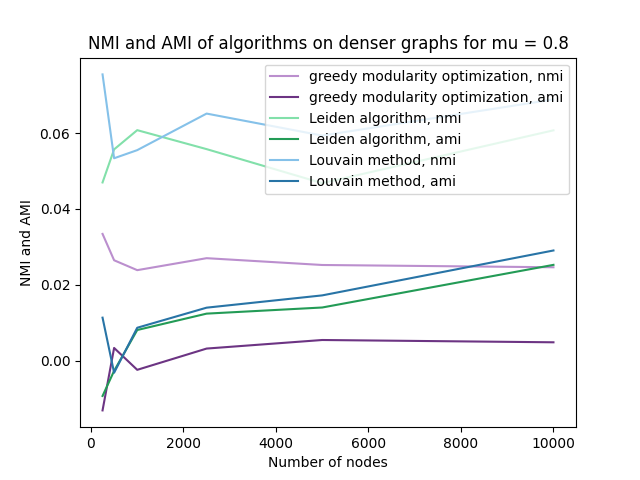 NMI and AMI of algorithms on denser graphs for mu = 0.8
greedy modularity optimization, nmi
greedy modularity optimization, ami
Leiden algorithm, nmi
Leiden algorithm, ami
Louvain method, nmi
Louvain method, ami
NMI and AMI
0.06
0.04
0.02
0.00
0
2000
4000
6000
8000
10000
Number of nodes